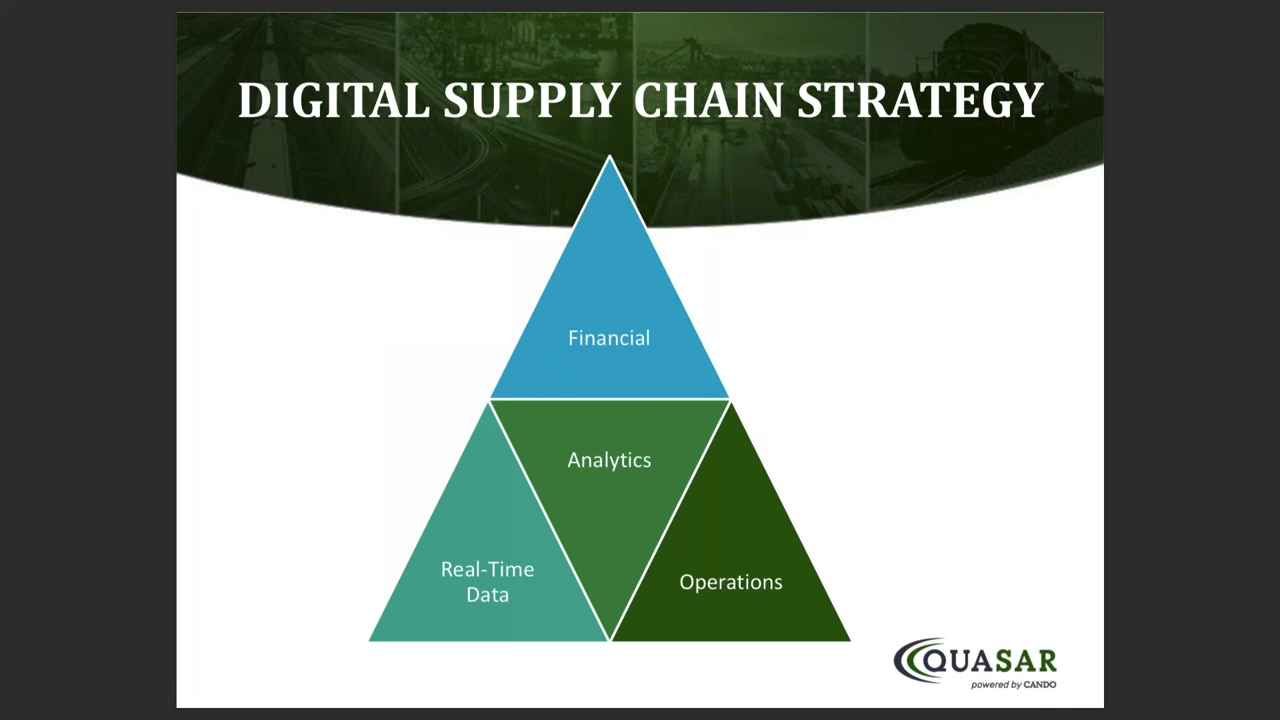 DIGITAL SUPPLY CHAIN STRATEGY
Financial
Analytics
Real-Time
Data
Operations
QUASAR
powered by CANDO